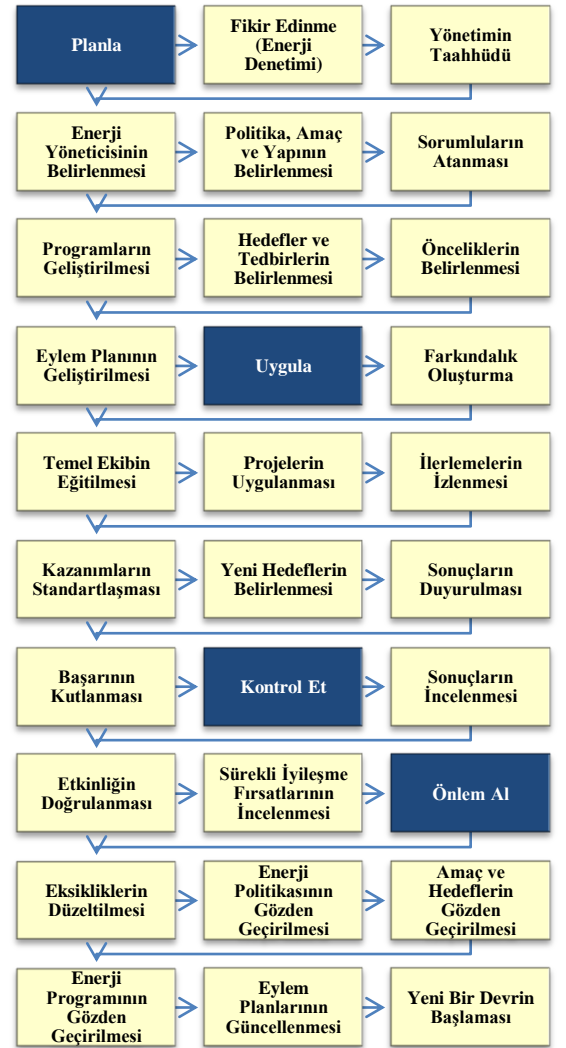 Planla
Fikir Edinme
(Enerji
Denetimi)
Yönetimin
Taahhüdü
Enerji
Yöneticisinin
Belirlenmesi
Politika, Amaç
ve Yapının
Belirlenmesi
Sorumluların
Atanması
Programların
Geliştirilmesi
Hedefler ve
Tedbirlerin
Belirlenmesi
Önceliklerin
Belirlenmesi
Eylem Planının
Geliştirilmesi
Uygula
Farkındalık
Oluşturma
Temel Ekibin
Eğitilmesi
Projelerin
Uygulanması
İlerlemelerin
İzlenmesi
Kazanımların
Standartlaşması
Yeni Hedeflerin
Belirlenmesi
Sonuçların
Duyurulması
Başarının
Kutlanması
Kontrol Et
Sonuçların
İncelenmesi
Etkinliğin
Doğrulanması
Sürekli İyileşme
Fırsatlarının
İncelenmesi
Önlem Al
Eksikliklerin
Düzeltilmesi
Enerji
Politikasının
Gözden
Geçirilmesi
Amaç ve
Hedeflerin
Gözden
Geçirilmesi
Enerji
Programının
Gözden
Geçirilmesi
Eylem
Planlarının
Güncellenmesi
Yeni Bir Devrin
Başlaması